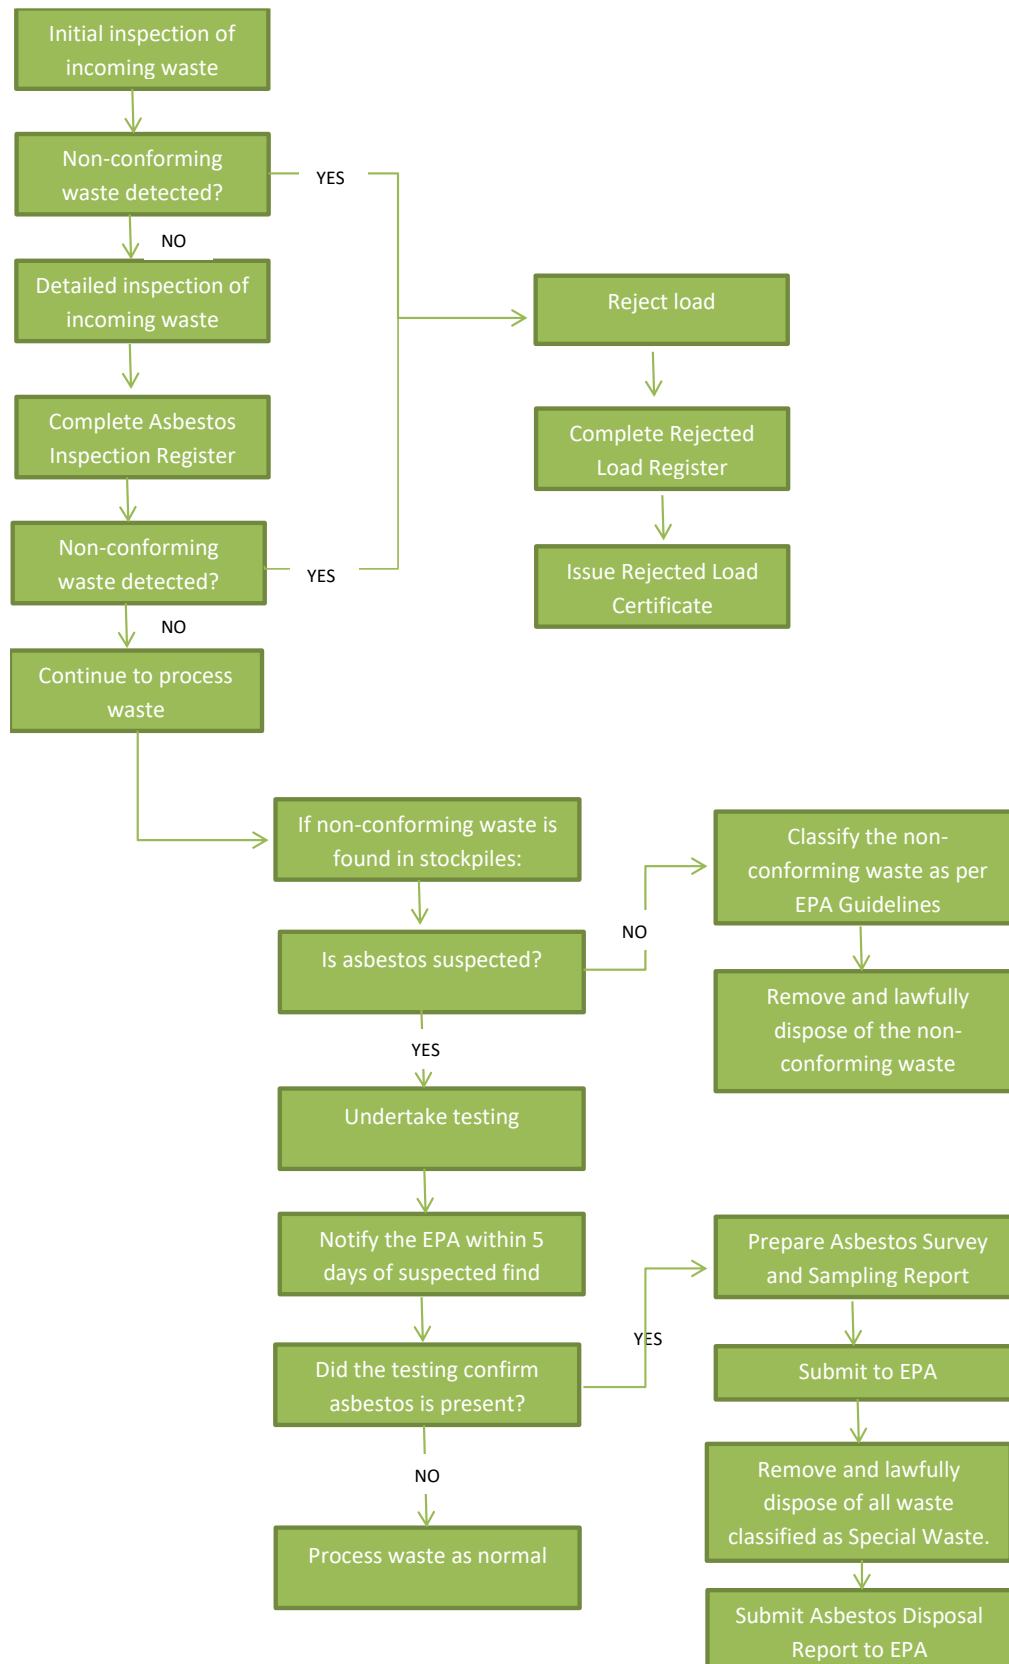 Initial inspection of
incoming waste
Non-conforming
waste detected?
YES
NO
Detailed inspection of
incoming waste
Reject load
Complete Asbestos
Inspection Register
Complete Rejected
Load Register
Non-conforming
waste detected?
YES
Issue Rejected Load
Certificate
NO
Continue to process
waste
If non-conforming waste is
found in stockpiles:
Classify the non-
conforming waste as per
EPA Guidelines
Is asbestos suspected?
NO
Remove and lawfully
dispose of the non-
conforming waste
YES
Undertake testing
Notify the EPA within 5
days of suspected find
Prepare Asbestos Survey
and Sampling Report
YES
Did the testing confirm
asbestos is present?
Submit to EPA
NO
Remove and lawfully
dispose of all waste
classified as Special Waste.
Process waste as normal
Submit Asbestos Disposal
Report to EPA